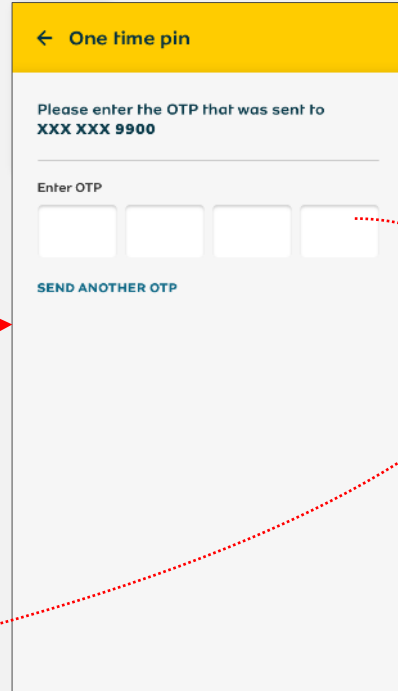 One time pin
Please enter the OTP that was sent to
XXX XXX 9900
Enter OTP
SEND ANOTHER OTP